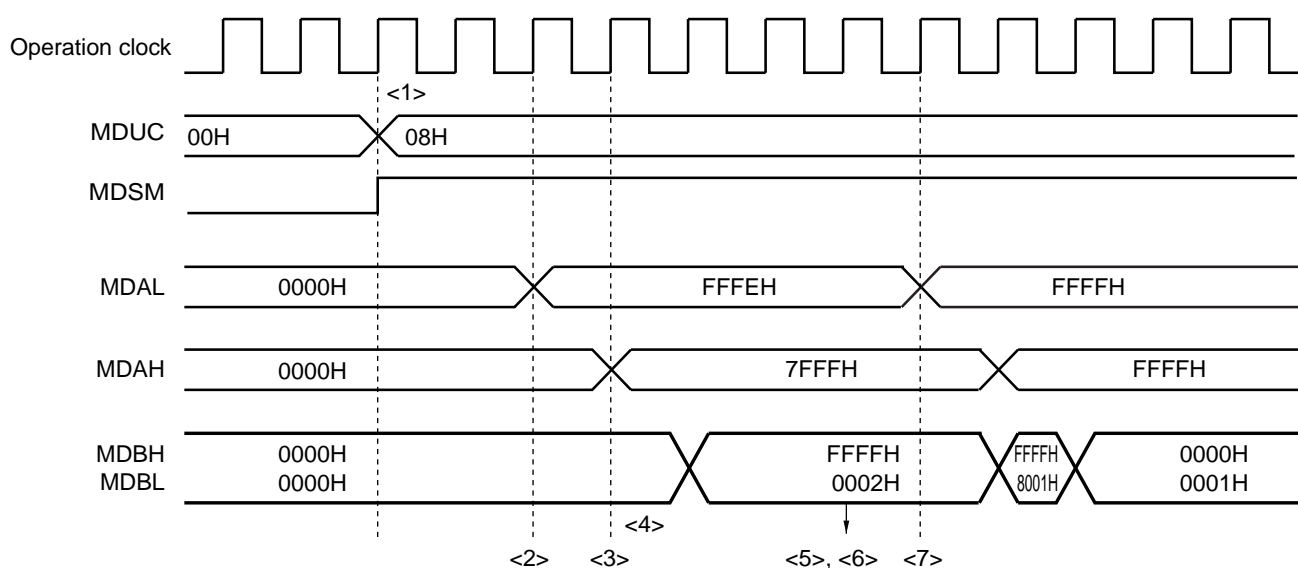 Operation clock
<1>
MDUC 00H 08H
MDSM
MDAL 0000H FFFEH FFFFH
MDAH 0000H 7FFFH FFFFH
MDBH 0000H FFFFH FFFFH 0000H
MDBL 0000H 0002H 8001H 0001H
<4>
<2> <3> <5>, <6> <7>